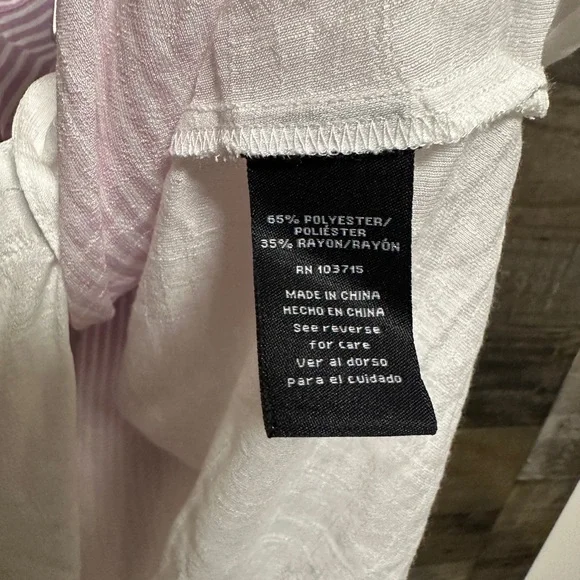 65% POLYESTER/
POLIÉSTER
35% RAYON/RAYÓN
RN 103715
MADE IN CHINA
HECHO EN CHINA
See reverse
for care
Ver al dorso
para el cuidado